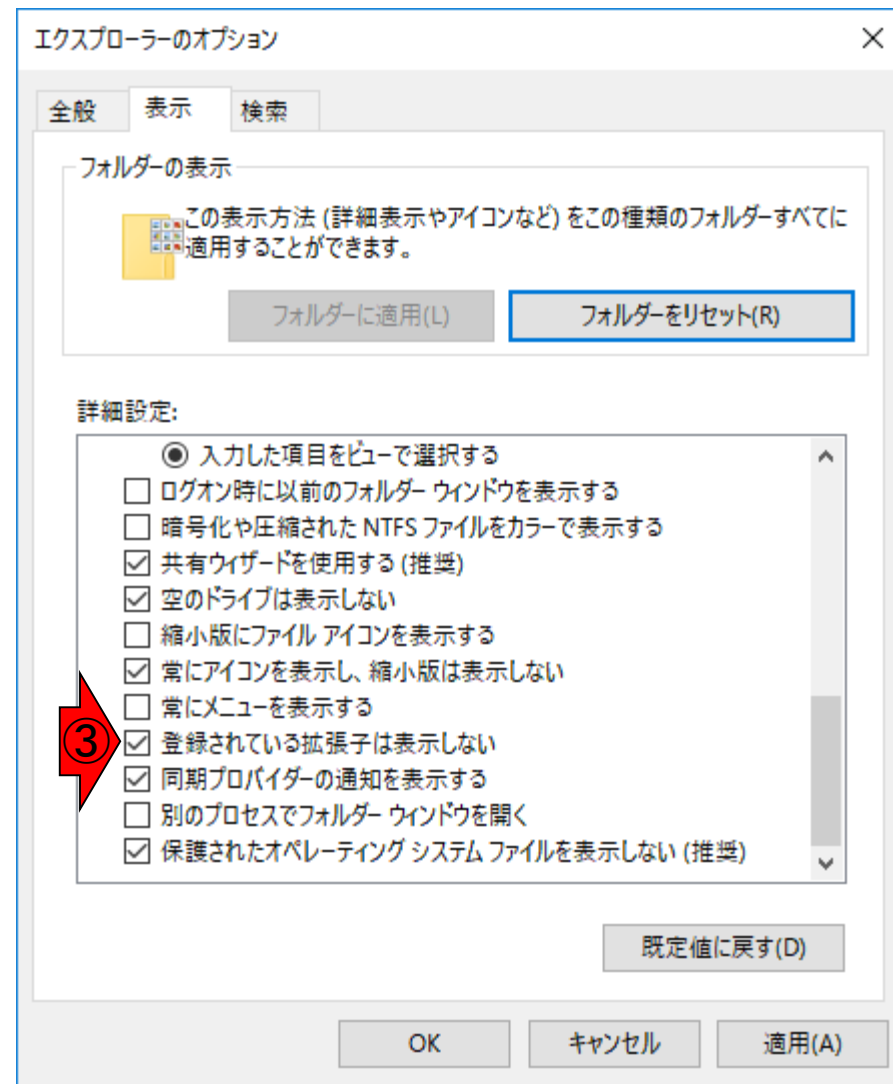 エクスプローラーのオプション
全般 表示 検索
フォルダーの表示
この表示方法 (詳細表示やアイコンなど) をこの種類のフォルダーすべてに
適用することができます。
フォルダーに適用(L) フォルダーをリセット(R)
詳細設定:
入力した項目をビューで選択する
ログオン時に以前のフォルダー ウィンドウを表示する
暗号化や圧縮された NTFS ファイルをカラーで表示する
共有ウィザードを使用する (推奨)
空のドライブは表示しない
縮小版にファイル アイコンを表示する
常にアイコンを表示し、縮小版は表示しない
常にメニューを表示する
③ 登録されている拡張子は表示しない
同期プロバイダーの通知を表示する
別のプロセスでフォルダー ウィンドウを開く
保護されたオペレーティング システム ファイルを表示しない (推奨)
既定値に戻す(D)
OK キャンセル 適用(A)